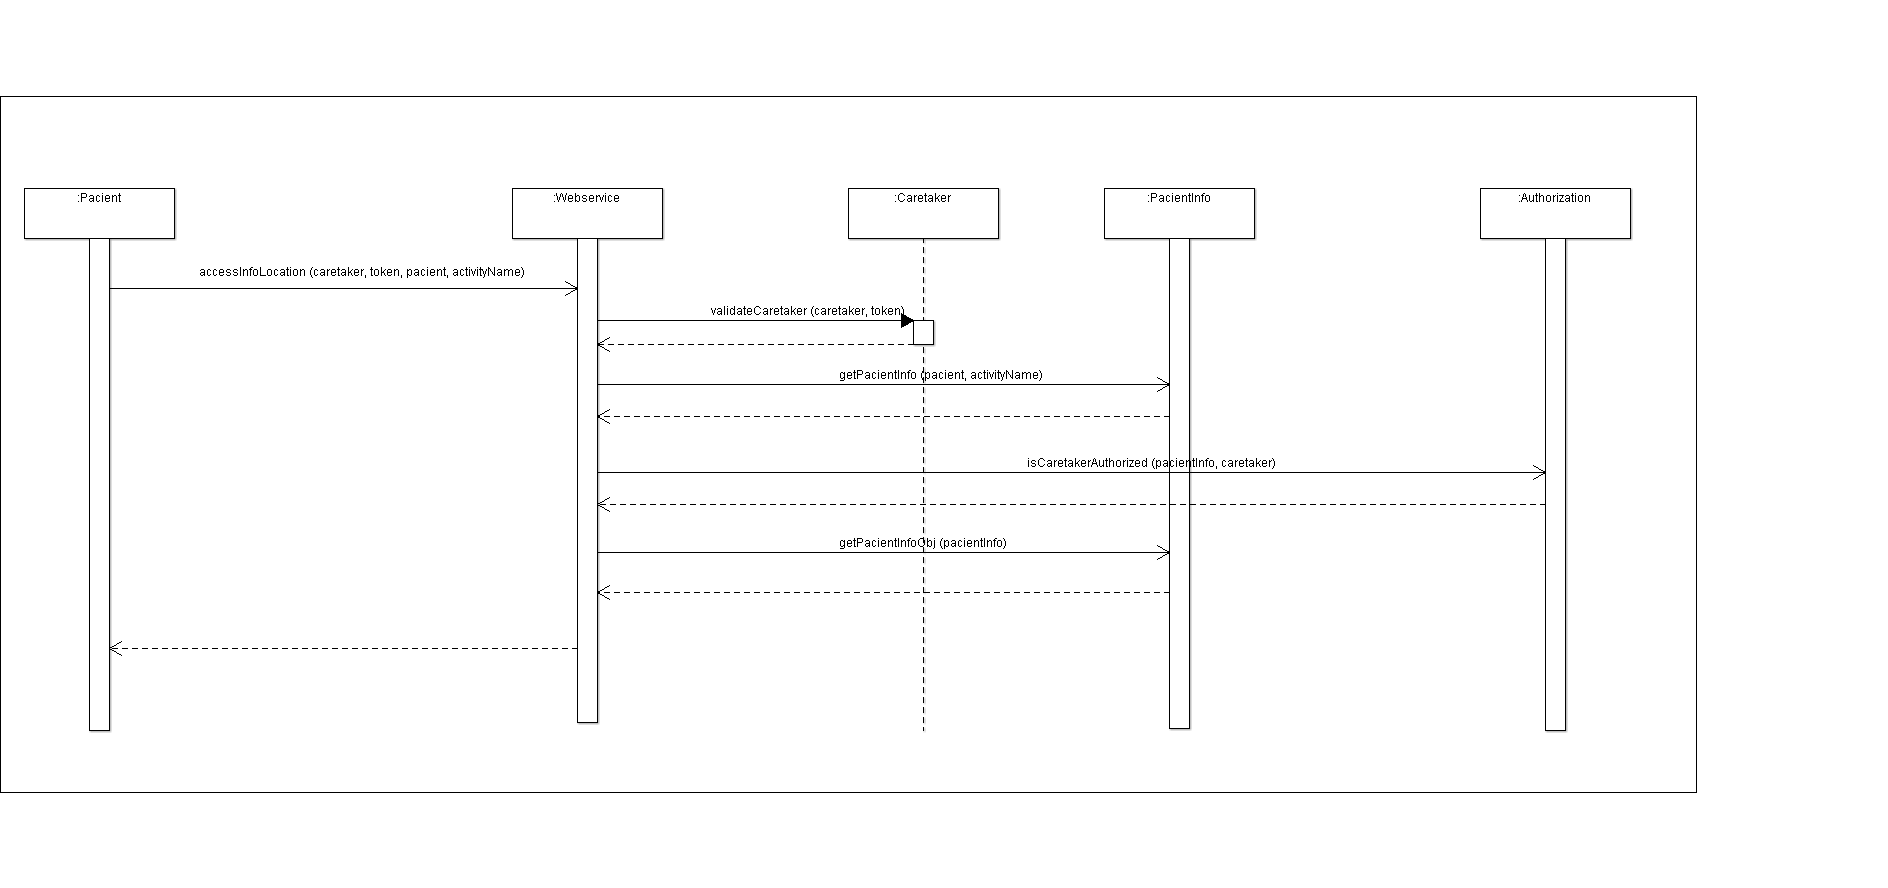 :Pacient
:Webservice
:Caretaker
:PacientInfo
:Authorization
accessInfoLocation (caretaker, token, pacient, activityName)
validateCaretaker (caretaker, token)
getPacientInfo (pacient, activityName)
isCaretakerAuthorized (pacientInfo, caretaker)
getPacientInfoObj (pacientInfo)